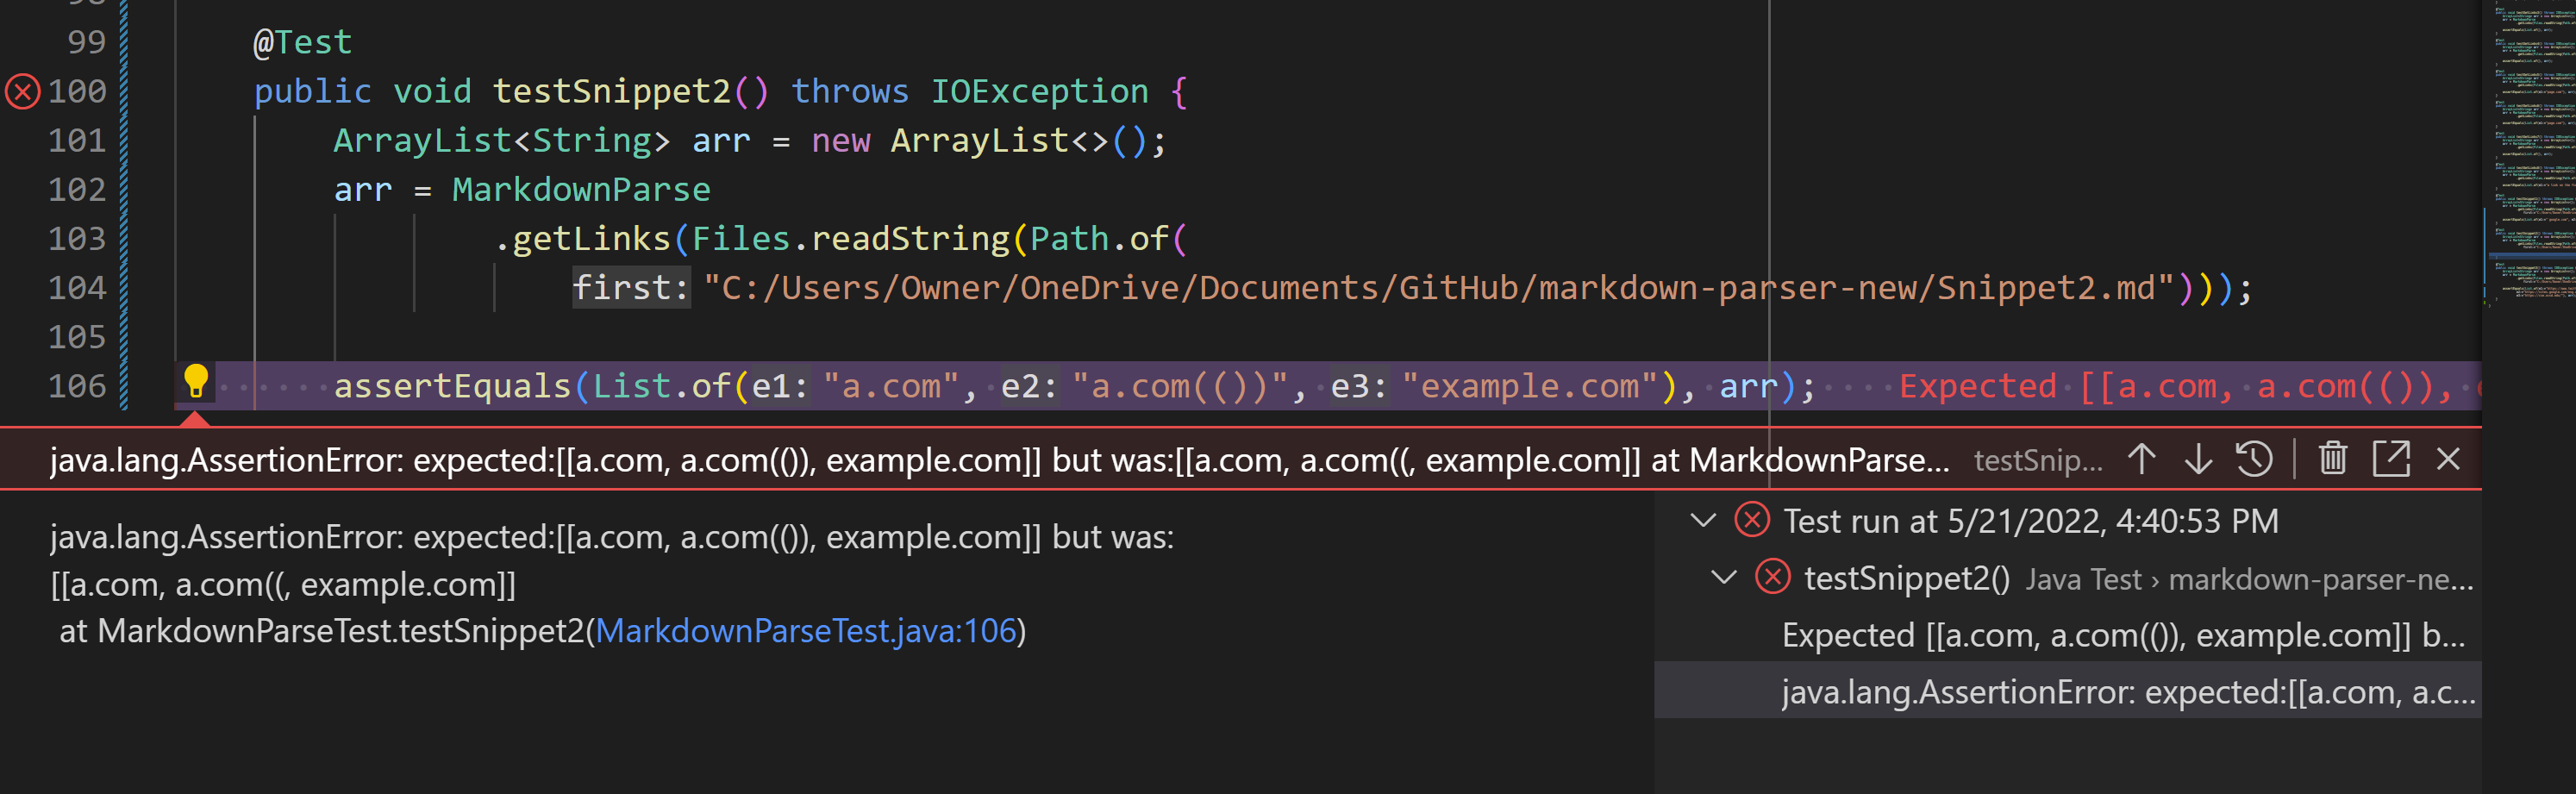 99 @Test
100 public void testSnippet2() throws IOException {
101 ArrayList<String> arr = new ArrayList<>();
102 arr = MarkdownParse
103 .getLinks(Files.readString(Path.of(
104 first: "C:/Users/Owner/OneDrive/Documents/GitHub/markdown-parser-new/Snippet2.md")));
105
106 assertEquals(List.of(e1: "a.com", e2: "a.com(())", e3: "example.com"), arr); Expected [[a.com, a.com(()),
java.lang.AssertionError: expected:[[a.com, a.com(()), example.com]] but was:[[a.com, a.com((, example.com]] at MarkdownParse... testSnip...
java.lang.AssertionError: expected:[[a.com, a.com(()), example.com]] but was:
[[a.com, a.com((, example.com]]
at MarkdownParseTest.testSnippet2(MarkdownParseTest.java:106)
Test run at 5/21/2022, 4:40:53 PM
testSnippet2() Java Test › markdown-parser-ne...
Expected [[a.com, a.com(()), example.com]] b...
java.lang.AssertionError: expected:[[a.com, a.c...